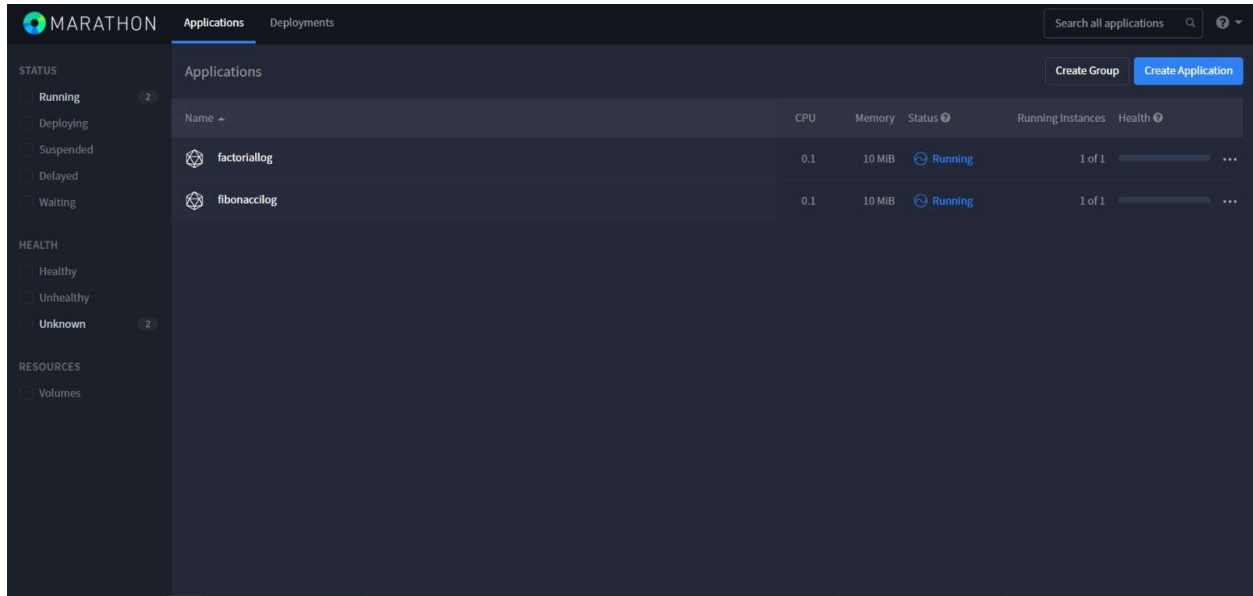 MARATHON Applications Deployments Search all applications
STATUS
Running 2
Deploying
Suspended
Delayed
Waiting
HEALTH
Healthy
Unhealthy
Unknown 2
RESOURCES
Volumes
Applications Create Group Create Application
Name CPU Memory Status Running Instances Health
factoriallog 0.1 10 MiB Running 1 of 1
fibonaccilog 0.1 10 MiB Running 1 of 1